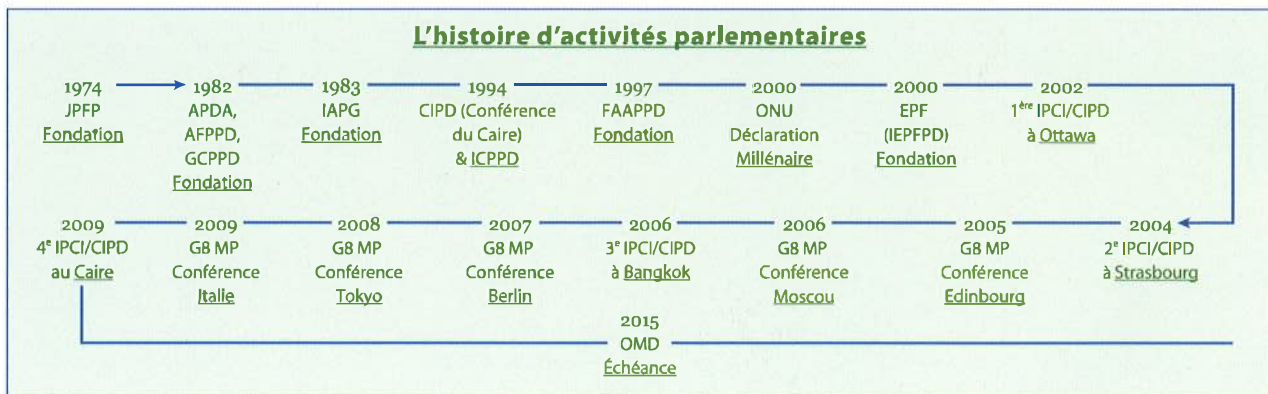 L'histoire d'activités parlementaires
1974
JPFP
Fondation
1982
APDA,
AFPPD,
GCPPD
Fondation
1983
IAPG
Fondation
1994
CIPD (Conférence
du Caire)
& ICPPD
1997
FAAPPD
Fondation
2000
ONU
Déclaration
Millénaire
2000
EPF
(IEPFPD)
Fondation
2002
1ère IPCI/CIPD
à Ottawa
2004
2e IPCI/CIPD
à Strasbourg
2005
G8 MP
Conférence
Edinbourg
2006
G8 MP
Conférence
Moscou
2006
3e IPCI/CIPD
à Bangkok
2007
G8 MP
Conférence
Berlin
2008
G8 MP
Conférence
Tokyo
2009
G8 MP
Conférence
Italie
2009
4e IPCI/CIPD
au Caire
2015
OMD
Échéance